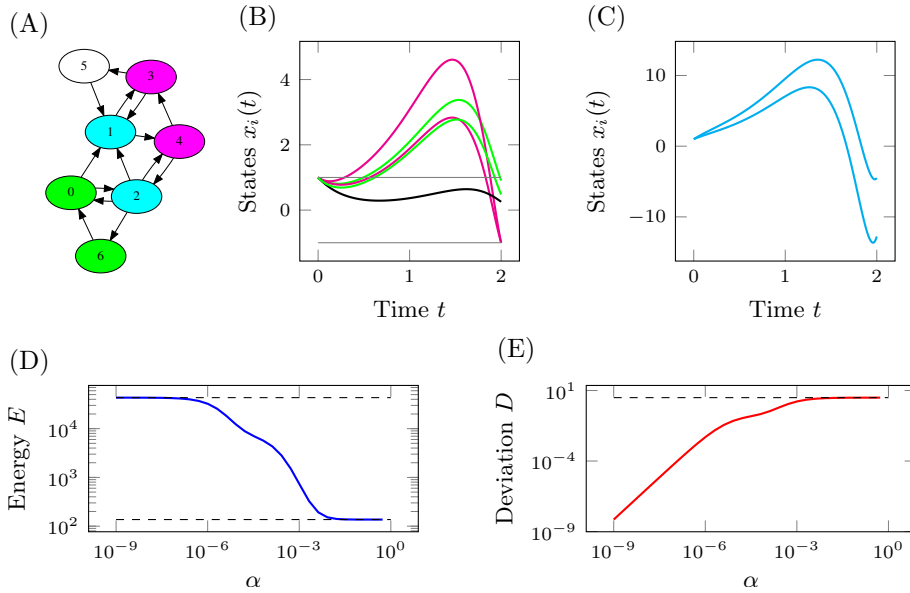 (A)
5
3
1
4
0
2
6
(B)
States x_i(t)
4
2
0
0
1
2
Time t
(C)
States x_i(t)
10
0
−10
0
1
2
Time t
(D)
Energy E
10^4
10^3
10^2
10^−9
10^−6
10^−3
10^0
α
(E)
Deviation D
10^1
10^−4
10^−9
10^−9
10^−6
10^−3
10^0
α